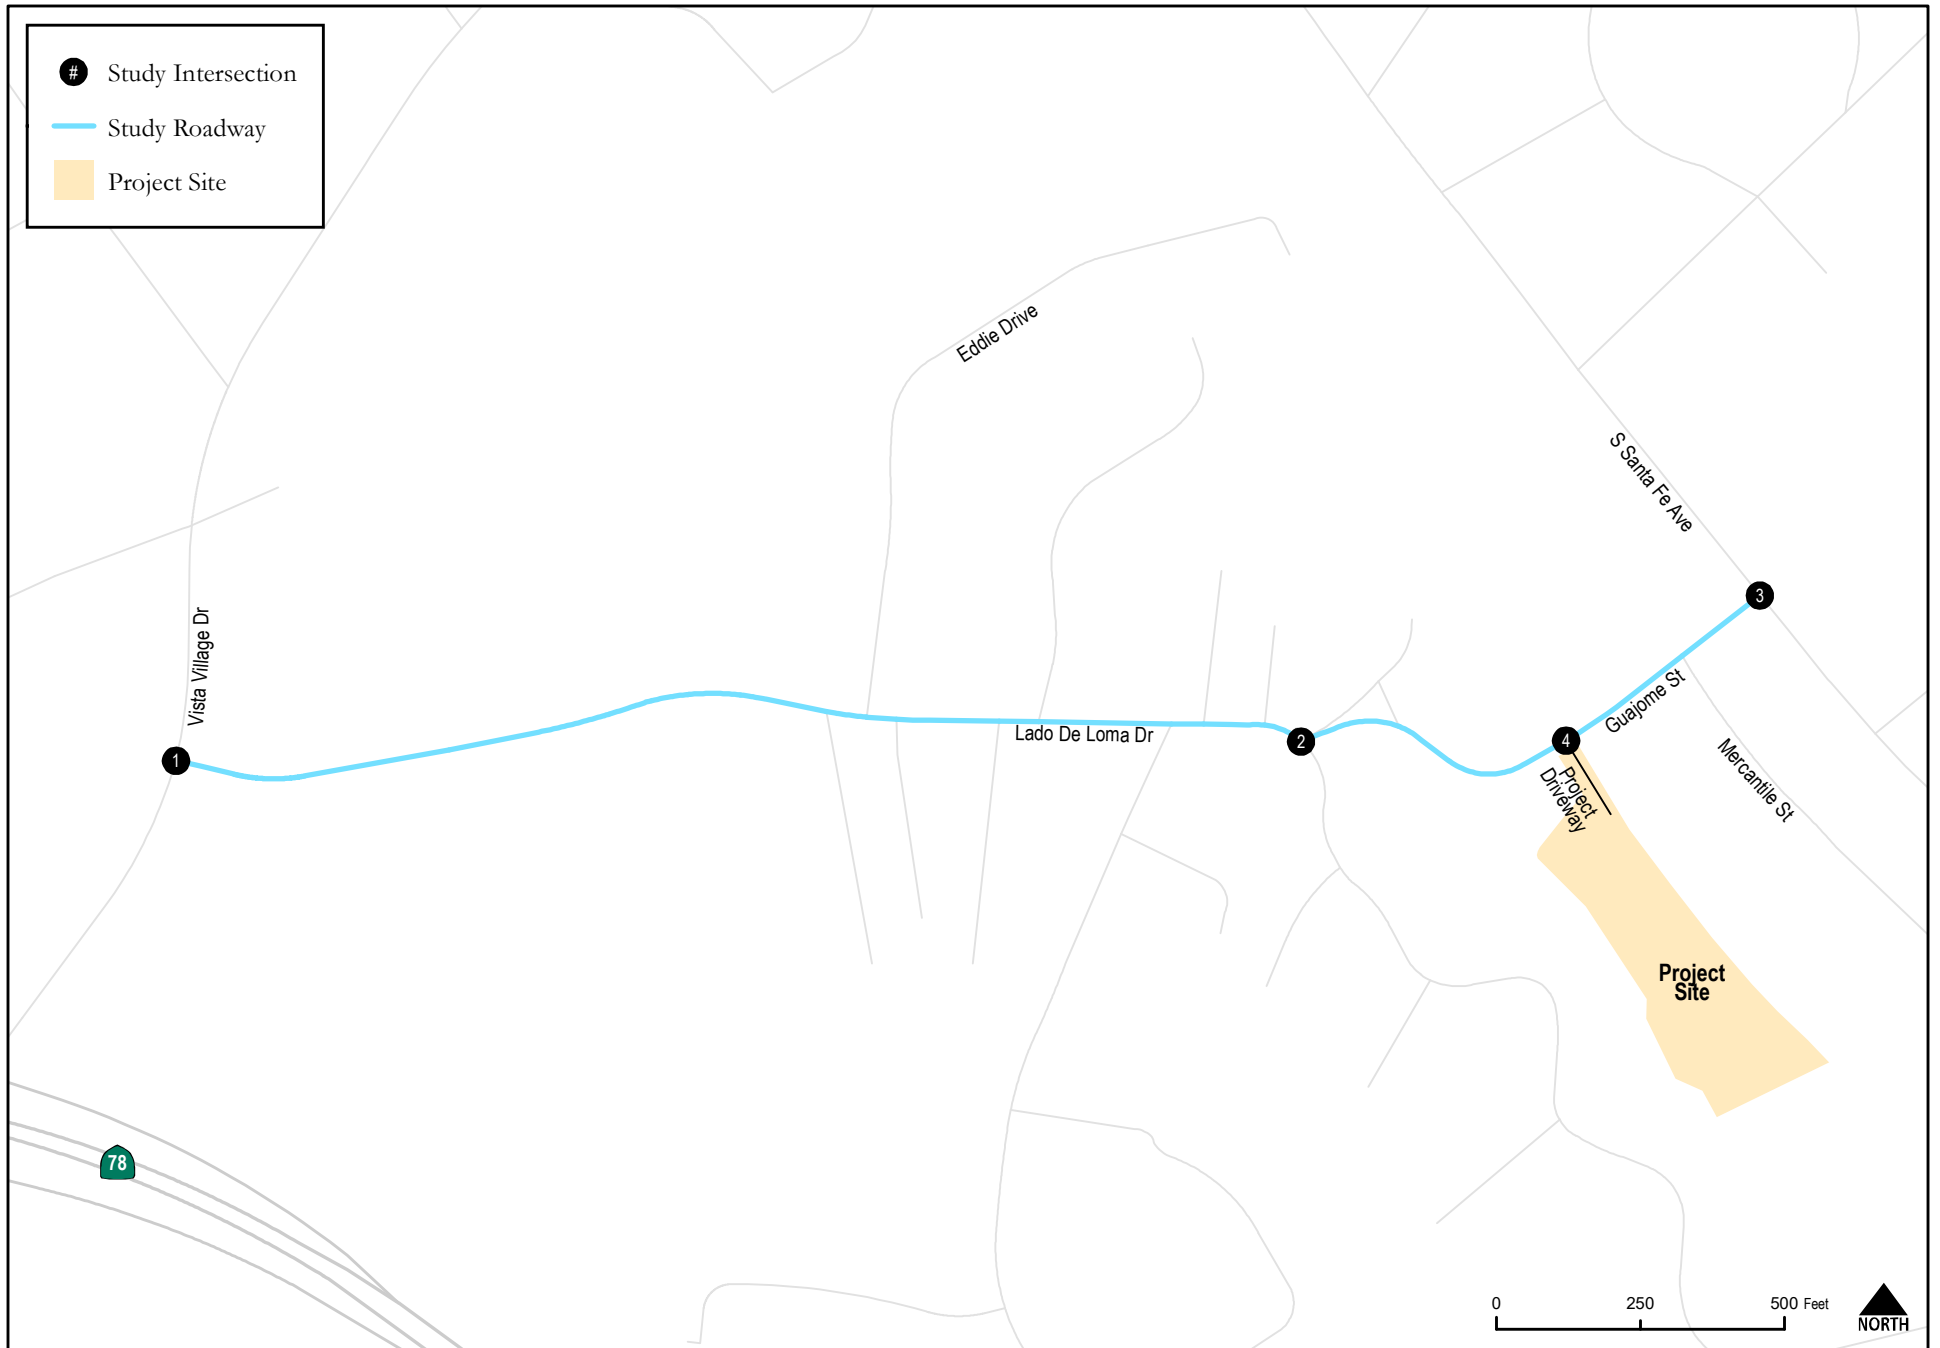 # Study Intersection
Study Roadway
Project Site
Eddie Drive
S Santa Fe Ave
3
Vista Village Dr
Guajome St
1
Lado De Loma Dr
2
4
Mercantile St
Project
Driveway
Project
Site
78
0 250 500 Feet
NORTH